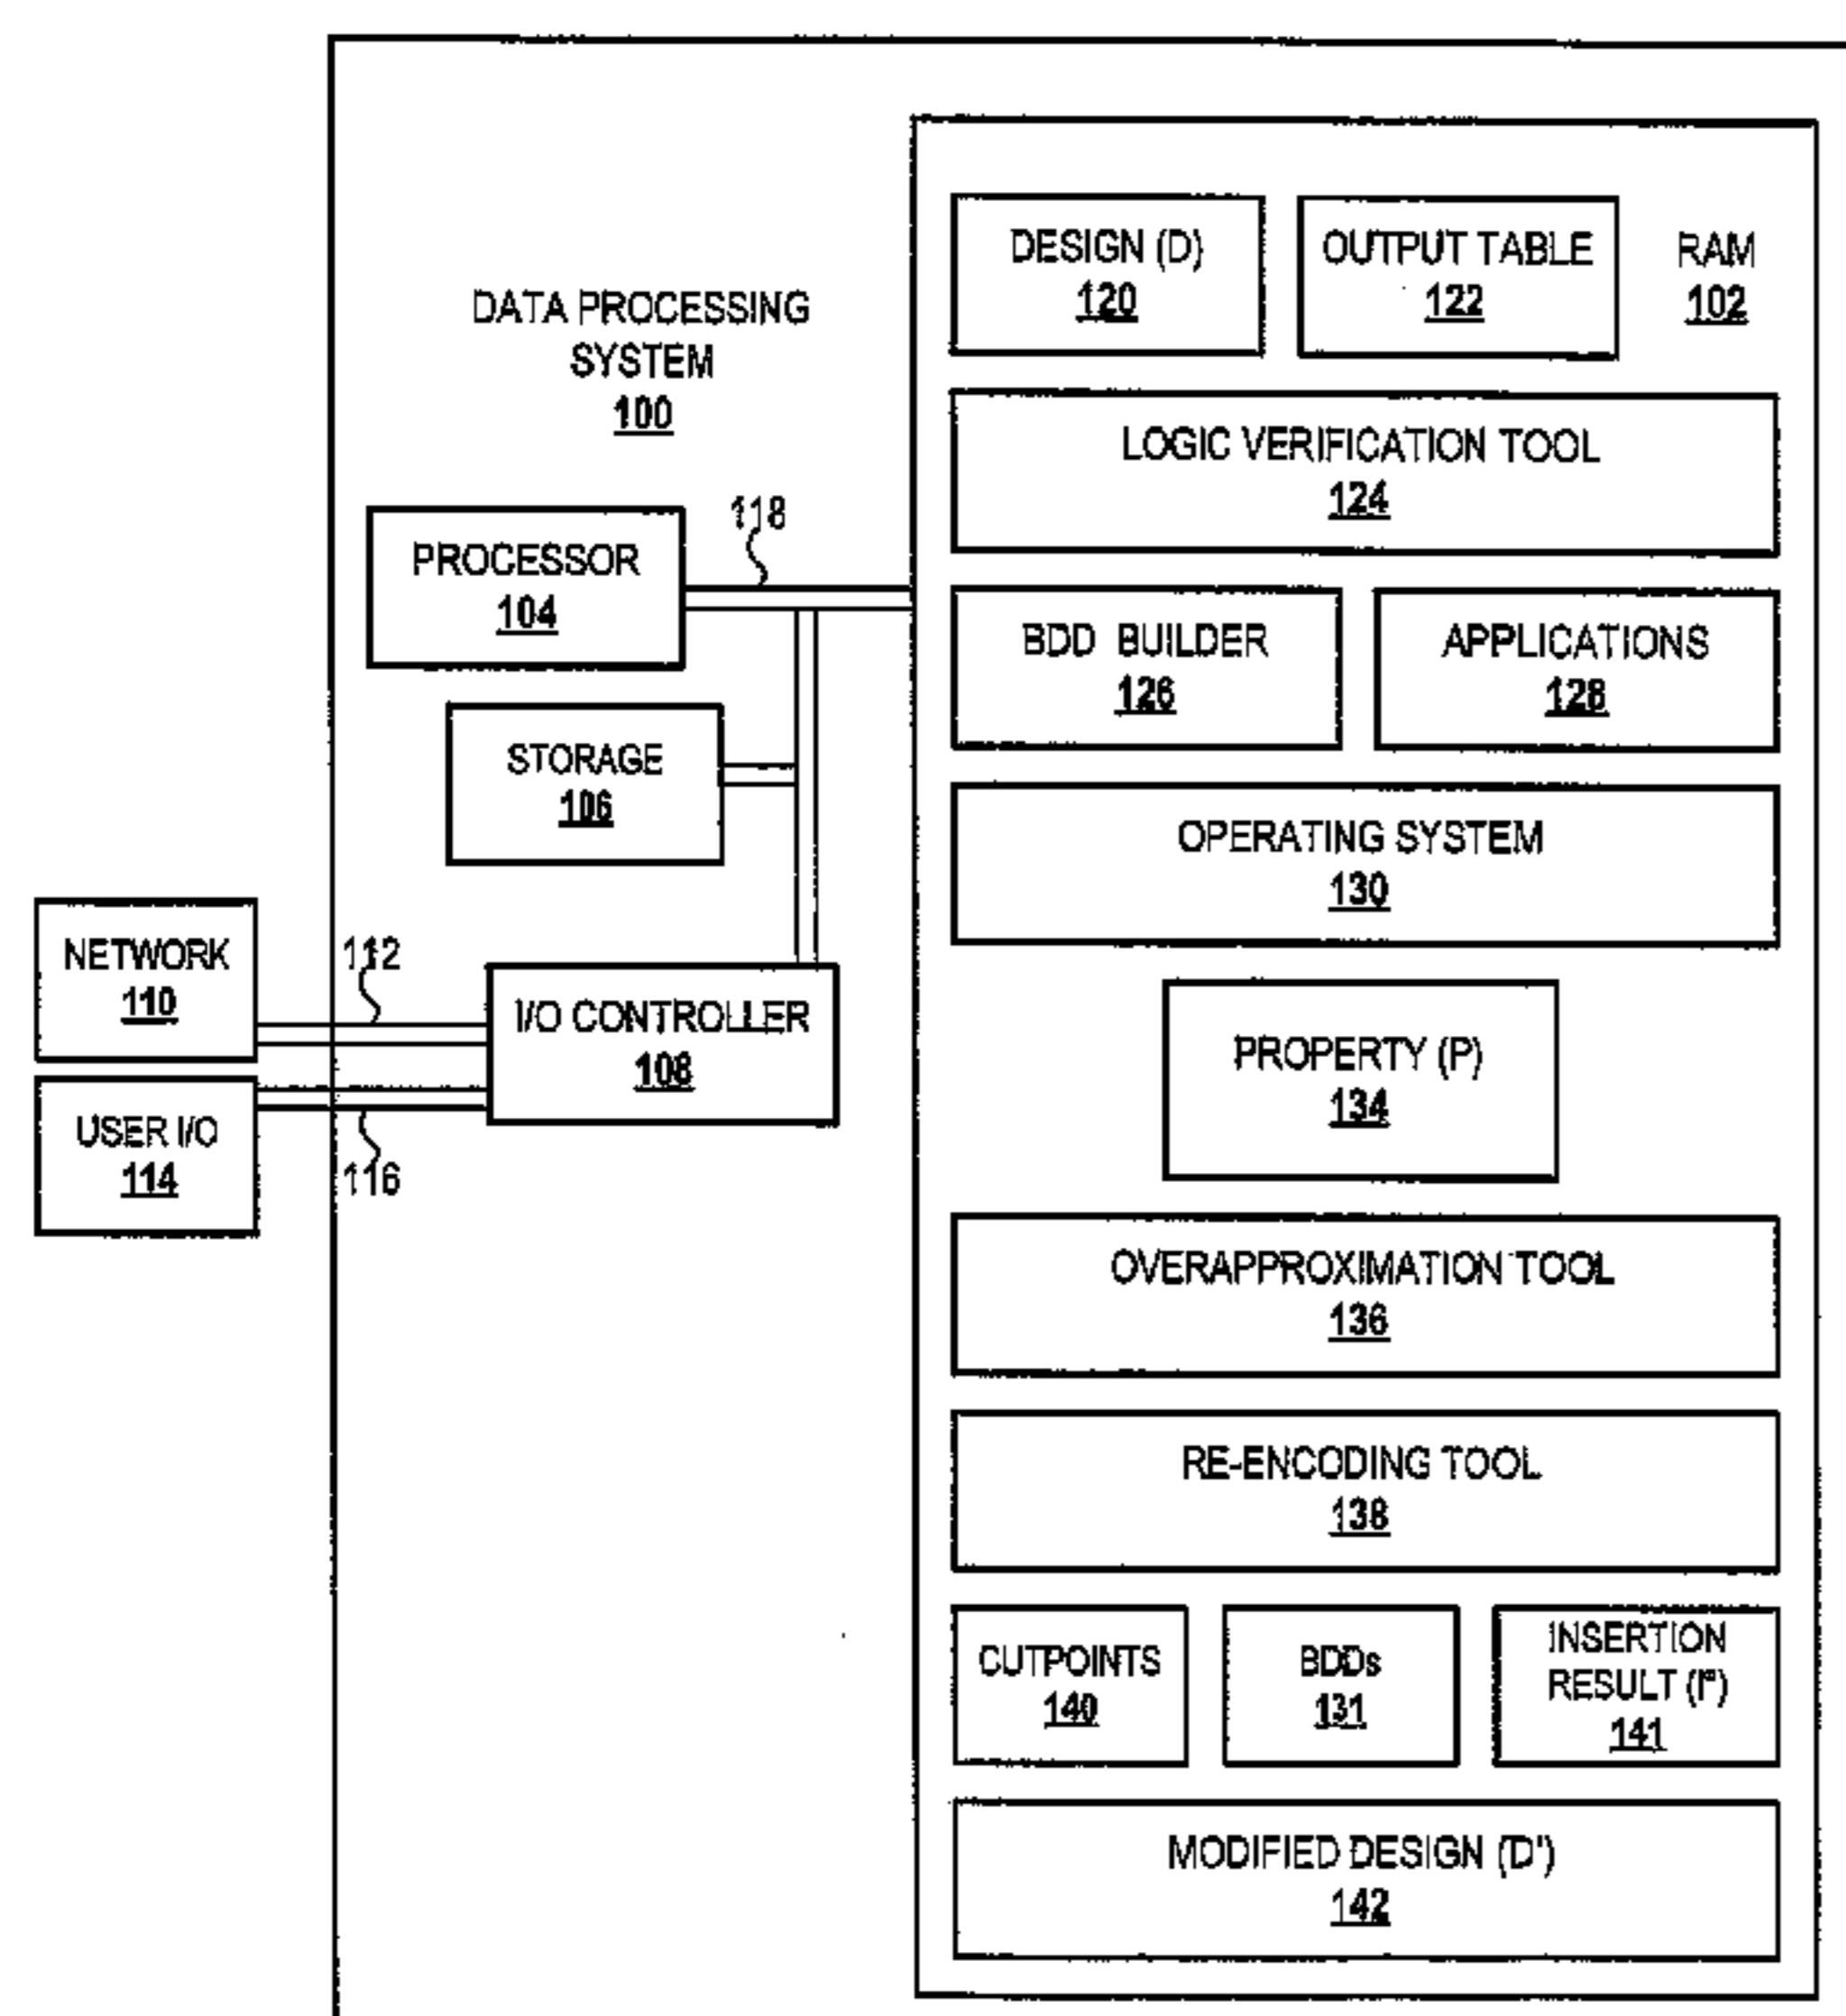 DATA PROCESSING
SYSTEM
100
PROCESSOR
104
118
STORAGE
106
NETWORK
110
112
I/O CONTROLLER
108
USER I/O
114
116
DESIGN (D)
120
OUTPUT TABLE
122
RAM
102
LOGIC VERIFICATION TOOL
124
BDD BUILDER
126
APPLICATIONS
128
OPERATING SYSTEM
130
PROPERTY (P)
134
OVERAPPROXIMATION TOOL
136
RE-ENCODING TOOL
138
CUTPOINTS
140
BDDs
131
INSERTION
RESULT
141
MODIFIED DESIGN (D')
142